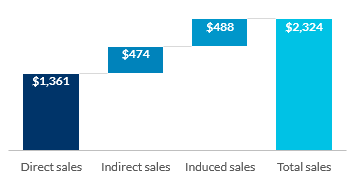 $1,361
$474
$488
$2,324
Direct sales
Indirect sales
Induced sales
Total sales